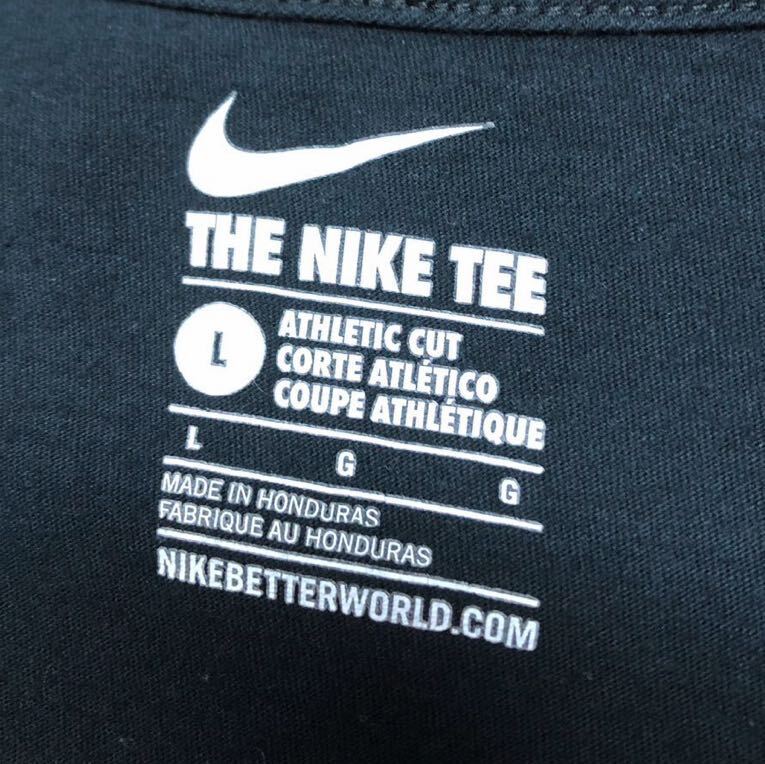 THE NIKE TEE
L
ATHLETIC CUT
CORTE ATLÉTICO
COUPE ATHLÉTIQUE
L G G
MADE IN HONDURAS
FABRIQUE AU HONDURAS
NIKEBETTERWORLD.COM